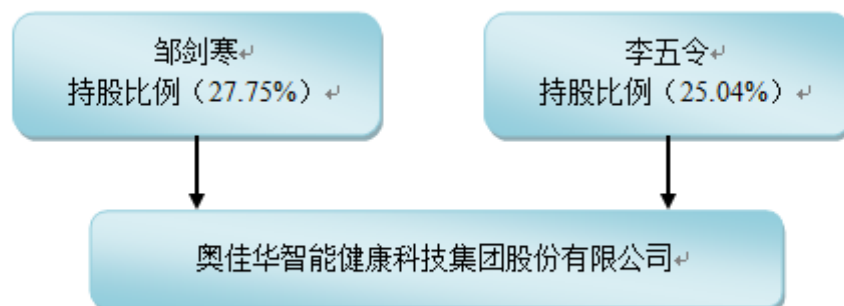 邹剑寒
持股比例（27.75%）
李五令
持股比例（25.04%）
奥佳华智能健康科技集团股份有限公司